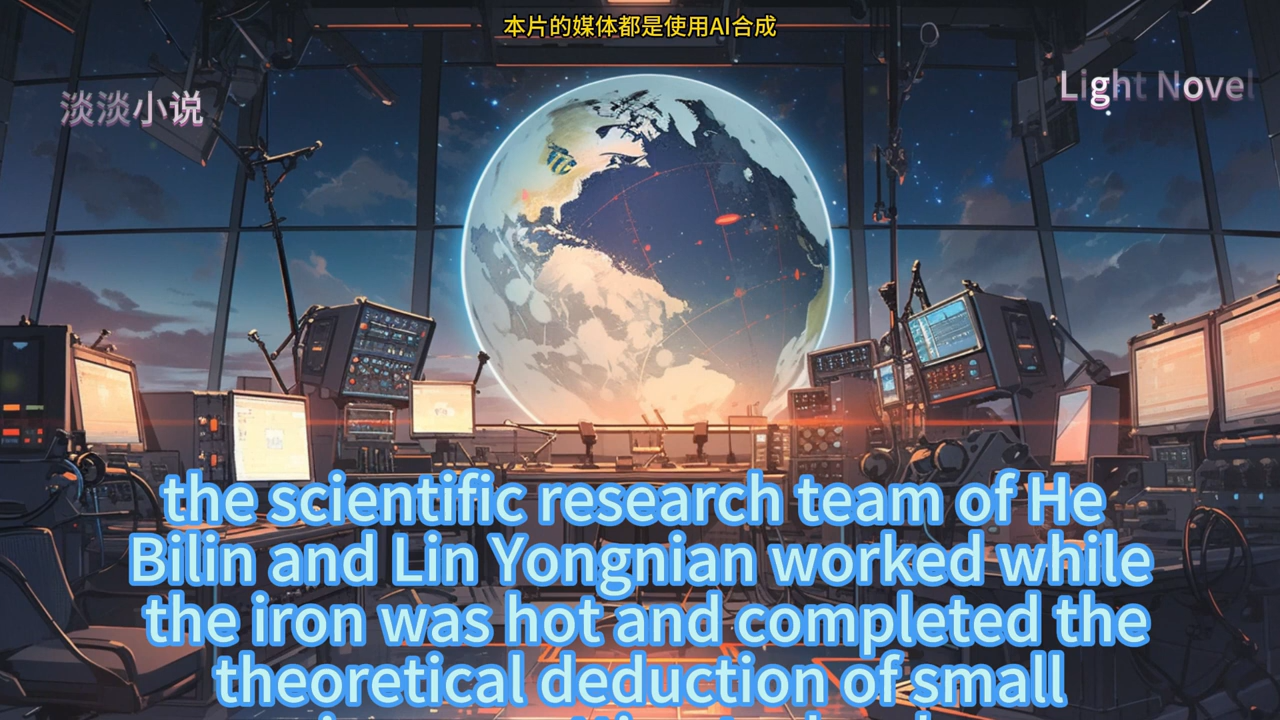 本片的媒体都是使用AI合成
淡淡小说
Light Novel
the scientific research team of He
Bilin and Lin Yongnian worked while
the iron was hot and completed the
theoretical deduction of small